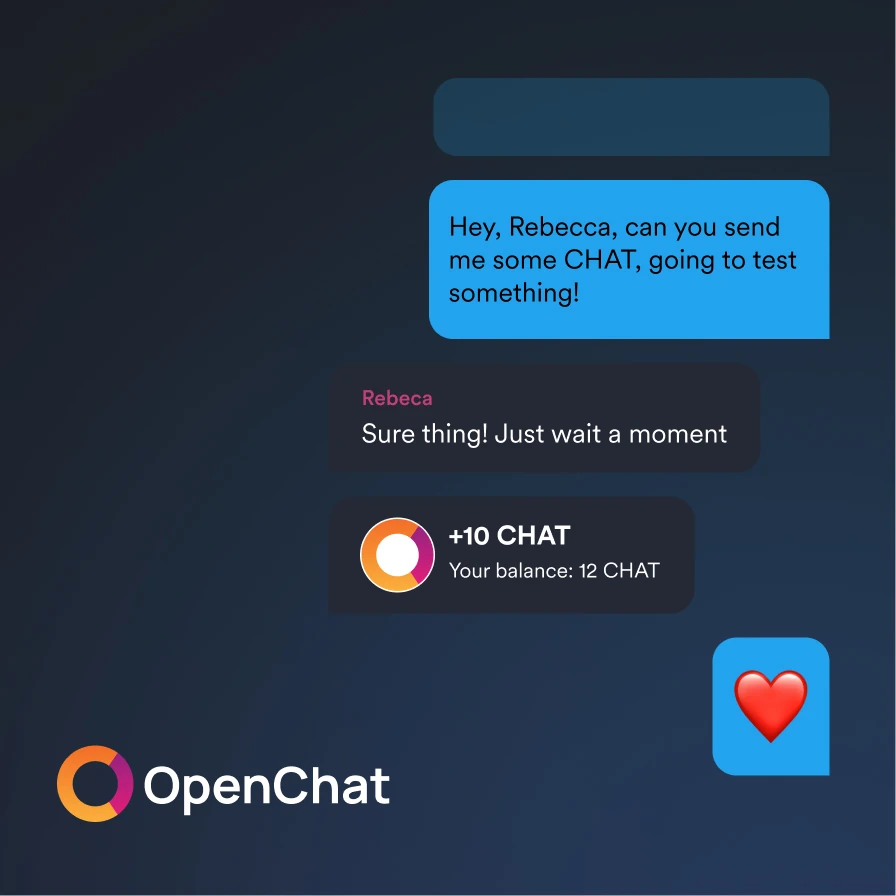 Hey, Rebecca, can you send
me some CHAT, going to test
something!
Rebeca
Sure thing! Just wait a moment
+10 CHAT
Your balance: 12 CHAT
OpenChat